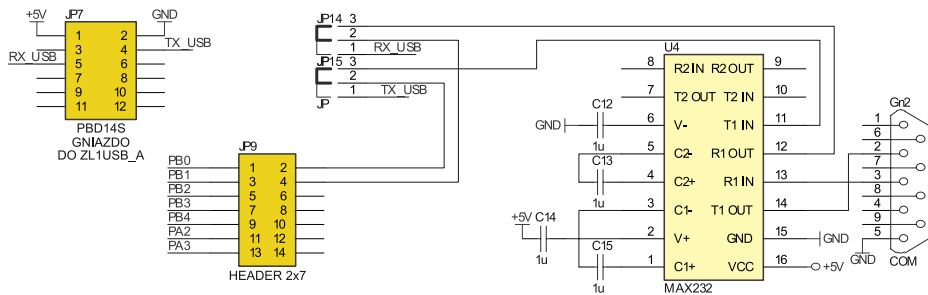 +5V JP7 GND
1 2
3 4 TX_USB
RX_USB 5 6
7 8
9 10
11 12
PBD14S
GNIAZDO
DO ZL1USB_A
JP14 3
2
1 RX_USB
JP15 3
2
1 TX_USB
JP
JP9
PB0 1 2
PB1 3 4
PB2 5 6
PB3 7 8
PB4 9 10
PA2 11 12
PA3 13 14
HEADER 2x7
U4
8 R2 IN R2 OUT 9
7 T2 OUT T2 IN 10
C12
GND 6 V- T1 IN 11
1u
5 C2- R1 OUT 12
C13
4 C2+ R1 IN 13
1u
3 C1- T1 OUT 14
+5V C14
2 V+ GND 15 GND
1u
C15
1 C1+ VCC 16 +5V
1u
MAX232
Gn2
1
6
2
7
3
8
4
9
5
GND
COM